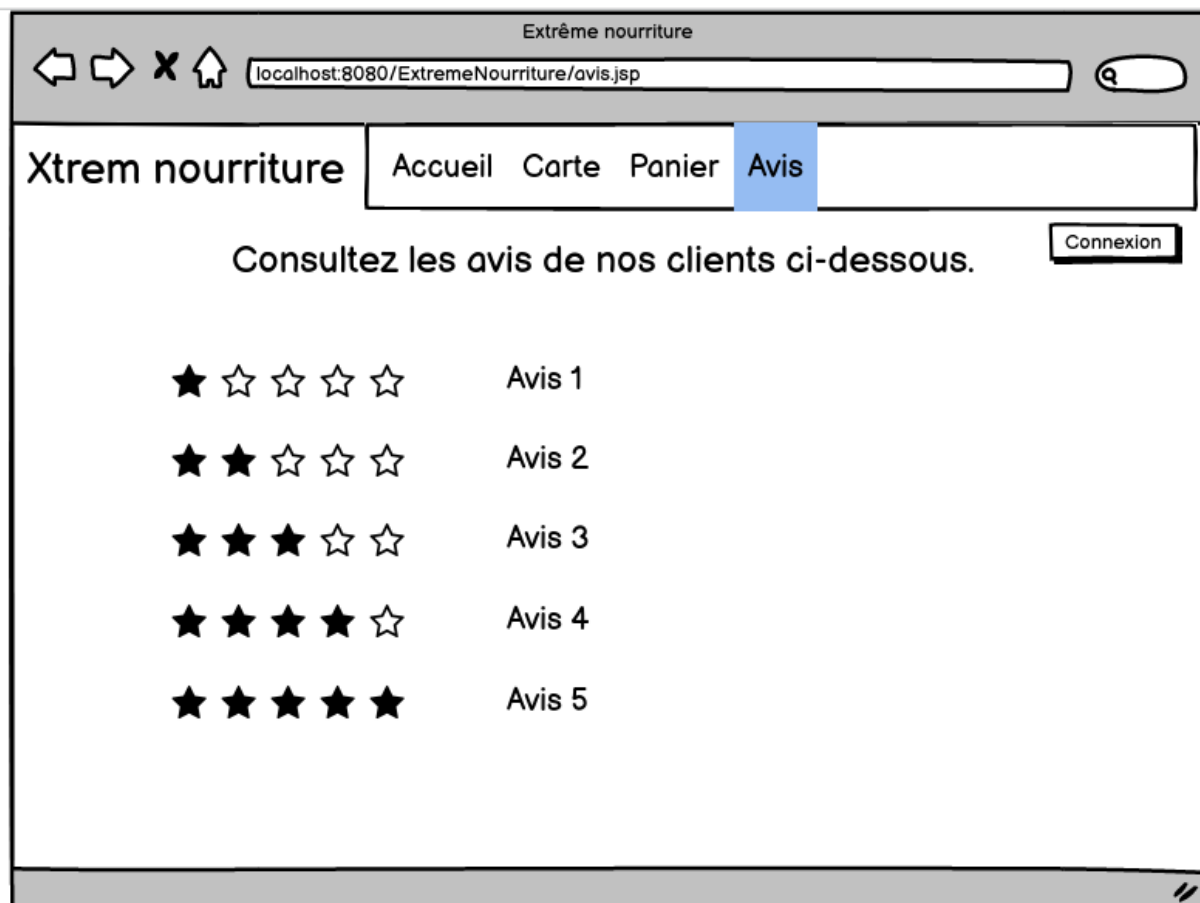 Extrême nourriture
localhost:8080/ExtremeNourriture/avis.jsp
Xtrem nourriture
Accueil Carte Panier Avis
Connexion
Consultez les avis de nos clients ci-dessous.
Avis 1
Avis 2
Avis 3
Avis 4
Avis 5